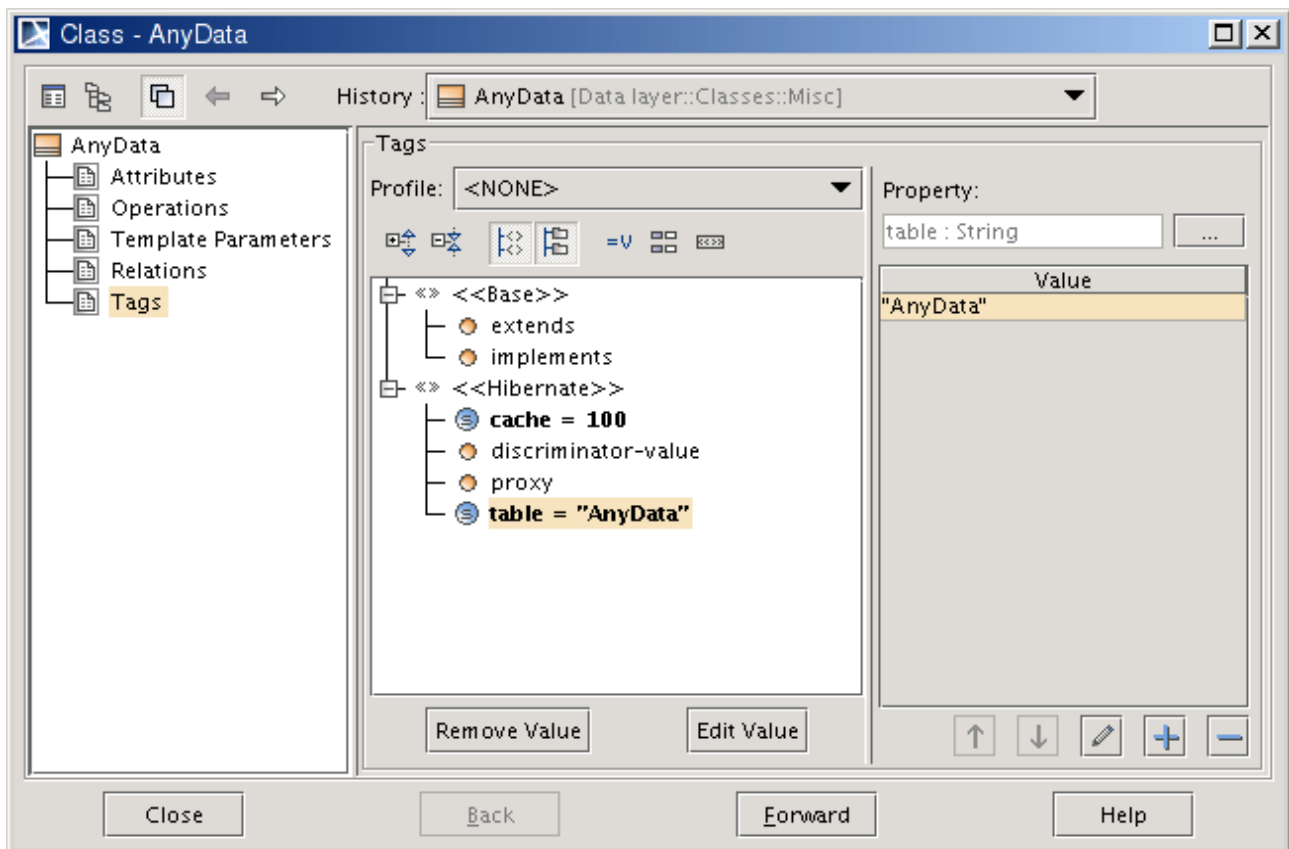 Class - AnyData
History : AnyData [Data layer::Classes::Misc]
AnyData
Attributes
Operations
Template Parameters
Relations
Tags
Tags
Profile: <NONE>
=V
«» <<Base>>
extends
implements
«» <<Hibernate>>
cache = 100
discriminator-value
proxy
table = "AnyData"
Remove Value
Edit Value
Property:
table : String
...
Value
"AnyData"
Close
Back
Forward
Help